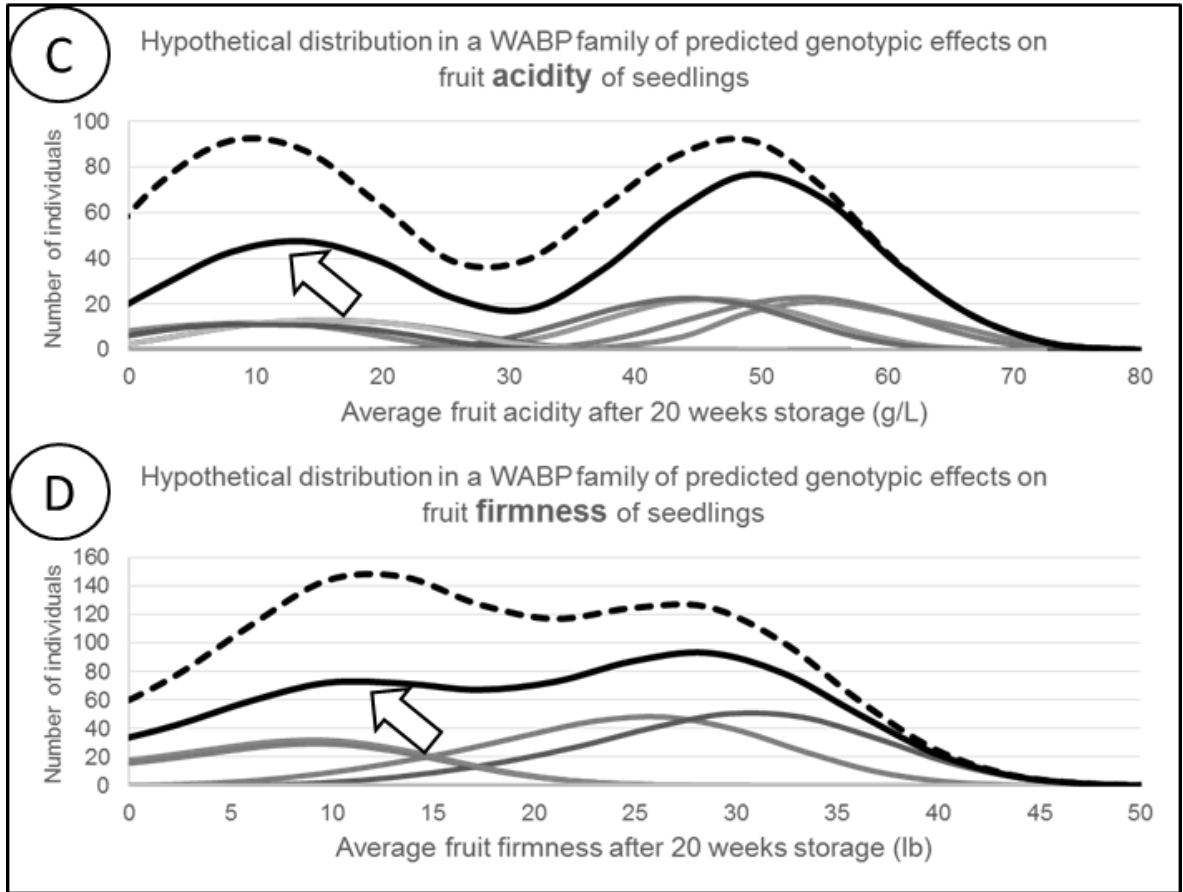 C
Hypothetical distribution in a WABP family of predicted genotypic effects on
fruit acidity of seedlings
Number of individuals
100
80
60
40
20
0
0 10 20 30 40 50 60 70 80
Average fruit acidity after 20 weeks storage (g/L)
D
Hypothetical distribution in a WABP family of predicted genotypic effects on
fruit firmness of seedlings
Number of individuals
160
140
120
100
80
60
40
20
0
0 5 10 15 20 25 30 35 40 45 50
Average fruit firmness after 20 weeks storage (lb)